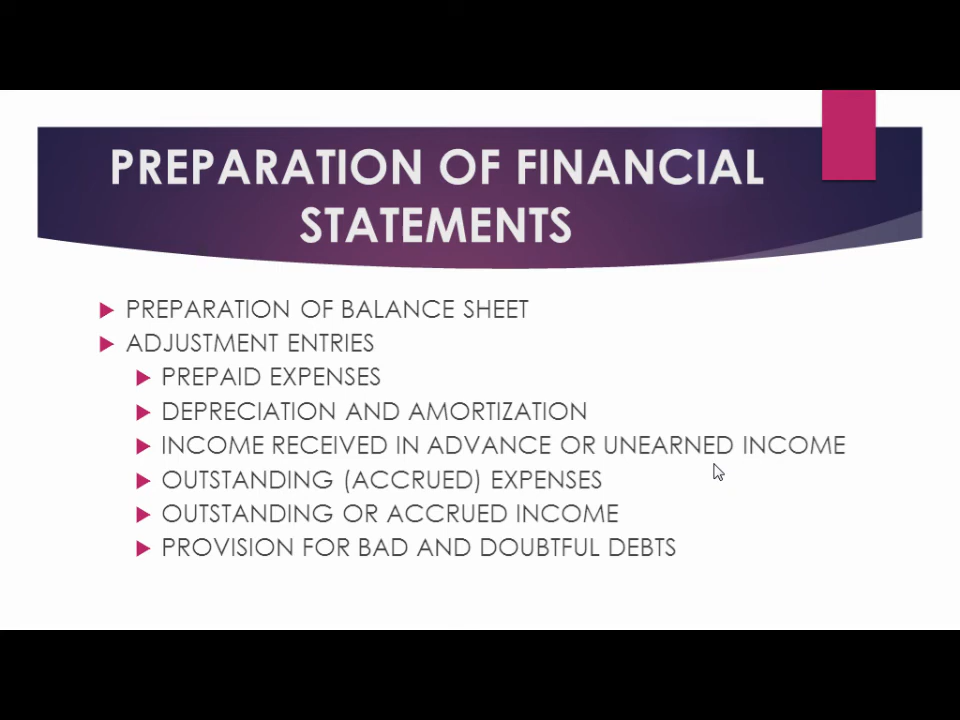 PREPARATION OF FINANCIAL
STATEMENTS
PREPARATION OF BALANCE SHEET
ADJUSTMENT ENTRIES
PREPAID EXPENSES
DEPRECIATION AND AMORTIZATION
INCOME RECEIVED IN ADVANCE OR UNEARNED INCOME
OUTSTANDING (ACCRUED) EXPENSES
OUTSTANDING OR ACCRUED INCOME
PROVISION FOR BAD AND DOUBTFUL DEBTS